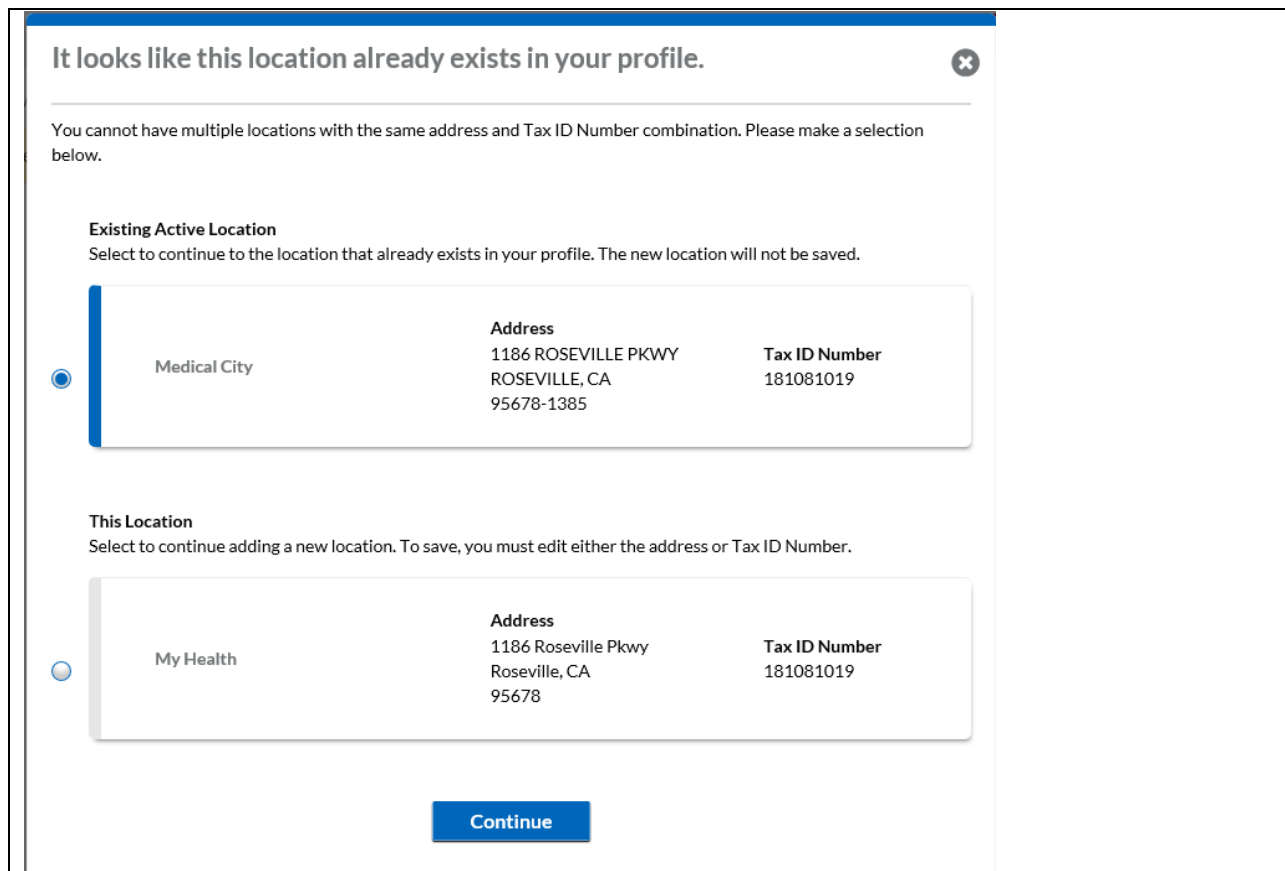 It looks like this location already exists in your profile.
You cannot have multiple locations with the same address and Tax ID Number combination. Please make a selection
below.
Existing Active Location
Select to continue to the location that already exists in your profile. The new location will not be saved.
Medical City
Address
1186 ROSEVILLE PKWY
ROSEVILLE, CA
95678-1385
Tax ID Number
181081019
This Location
Select to continue adding a new location. To save, you must edit either the address or Tax ID Number.
My Health
Address
1186 Roseville Pkwy
Roseville, CA
95678
Tax ID Number
181081019
Continue